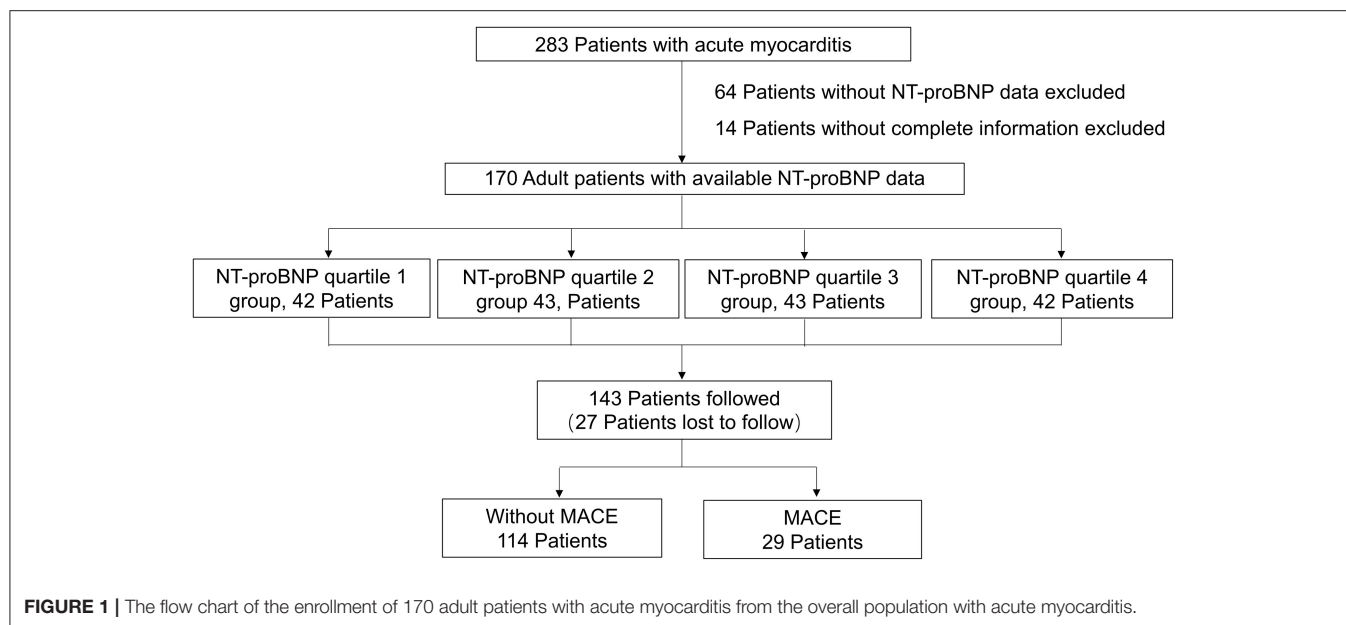 283 Patients with acute myocarditis
64 Patients without NT-proBNP data excluded
14 Patients without complete information excluded
170 Adult patients with available NT-proBNP data
NT-proBNP quartile 1
group, 42 Patients
NT-proBNP quartile 2
group 43, Patients
NT-proBNP quartile 3
group, 43 Patients
NT-proBNP quartile 4
group, 42 Patients
143 Patients followed
(27 Patients lost to follow)
Without MACE
114 Patients
MACE
29 Patients
FIGURE 1 | The flow chart of the enrollment of 170 adult patients with acute myocarditis from the overall population with acute myocarditis.